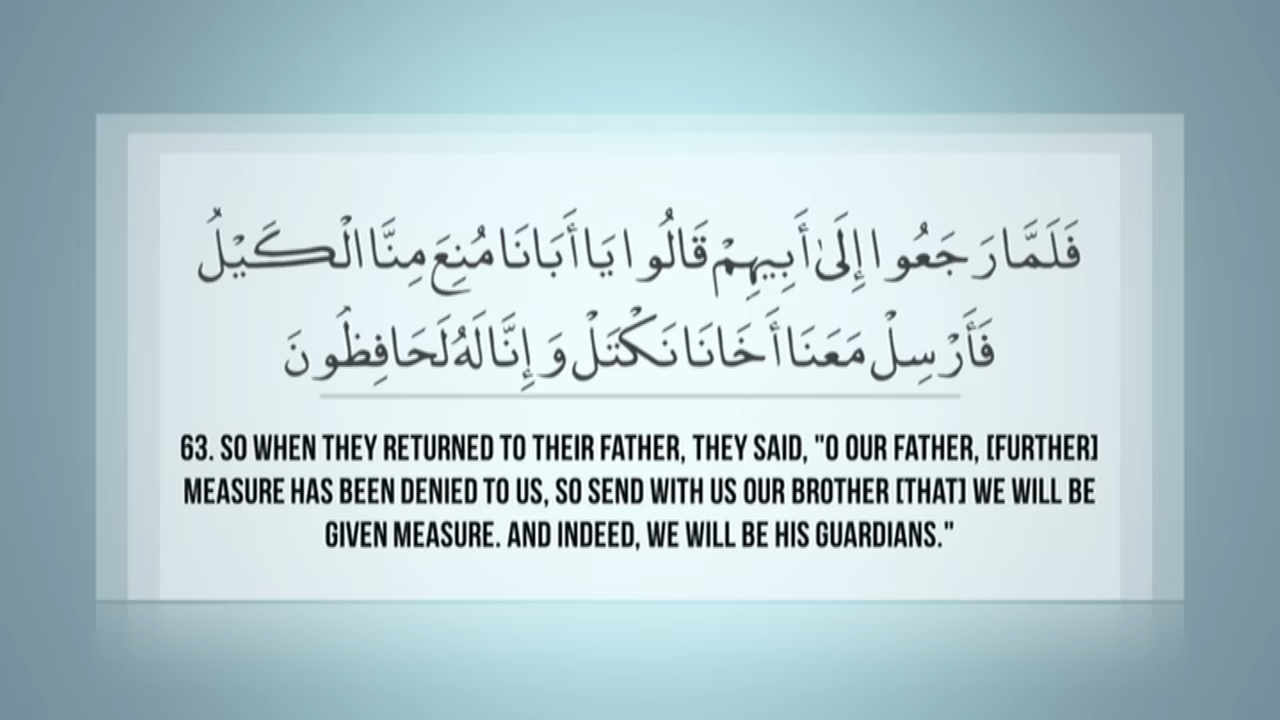 فَلَمَّا رَجَعُوا إِلَىٰ أَبِيهِمْ قَالُوا يَا أَبَانَا مُنِعَ مِنَّا الْكَيْلُ
فَأَرْسِلْ مَعَنَا أَخَانَا نَكْتَلْ وَإِنَّا لَهُ لَحَافِظُونَ
63. SO WHEN THEY RETURNED TO THEIR FATHER, THEY SAID, "O OUR FATHER, [FURTHER]
MEASURE HAS BEEN DENIED TO US, SO SEND WITH US OUR BROTHER [THAT] WE WILL BE
GIVEN MEASURE. AND INDEED, WE WILL BE HIS GUARDIANS."